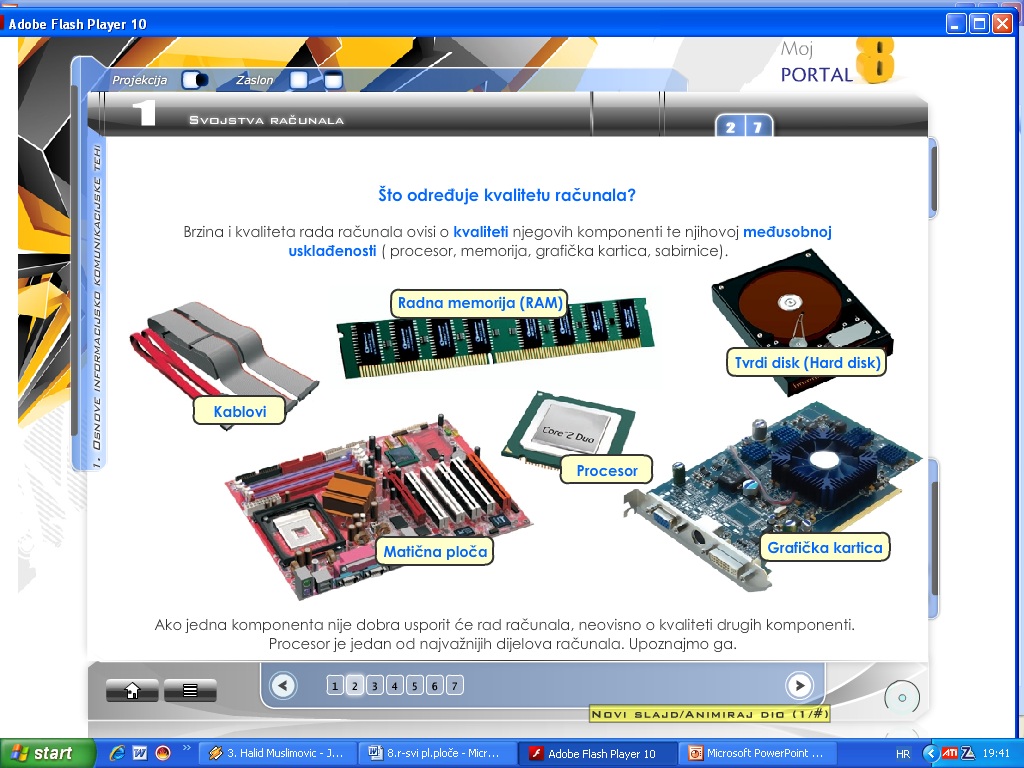 Adobe Flash Player 10
Moj
PORTAL 8
Projekcija
Zaslon
1
Svojstva računala
2 7
1. Osnove informacijsko komunikacijske tehn
Što određuje kvalitetu računala?
Brzina i kvaliteta rada računala ovisi o kvaliteti njegovih komponenti te njihovoj međusobnoj
usklađenosti ( procesor, memorija, grafička kartica, sabirnice).
Radna memorija (RAM)
Tvrdi disk (Hard disk)
Kablovi
Core 2 Duo
Procesor
Matična ploča
Grafička kartica
Ako jedna komponenta nije dobra usporit će rad računala, neovisno o kvaliteti drugih komponenti.
Procesor je jedan od najvažnijih dijelova računala. Upoznajmo ga.
1 2 3 4 5 6 7
Novi slajd/Animiraj dio (1/#)
start
3. Halid Muslimovic - J...
8.r-svi pl.ploče - Micr...
Adobe Flash Player 10
Microsoft PowerPoint ...
HR
ATI
19:41